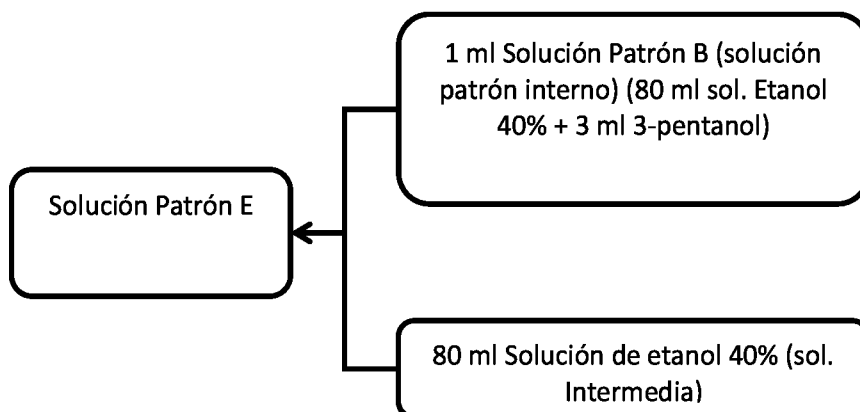 1 ml Solución Patrón B (solución
patrón interno) (80 ml sol. Etanol
40% + 3 ml 3-pentanol)
Solución Patrón E
80 ml Solución de etanol 40% (sol.
Intermedia)